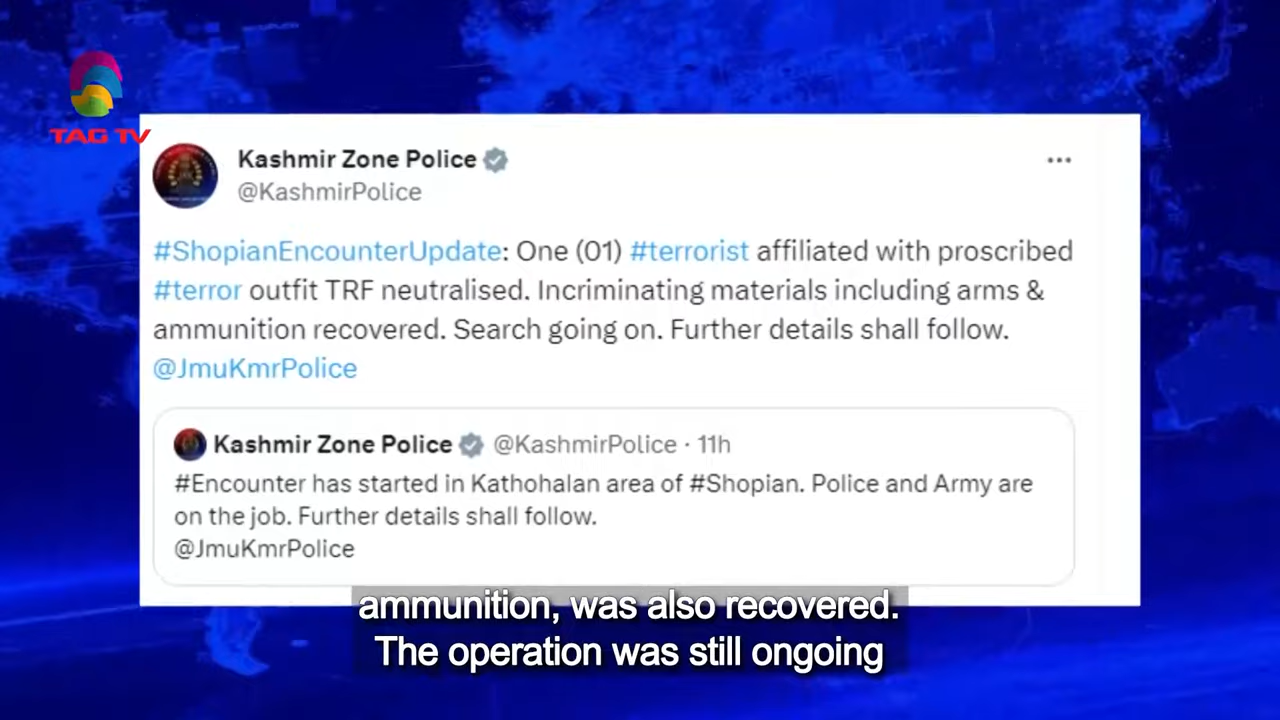 TAG TV
Kashmir Zone Police
@KashmirPolice
#ShopianEncounterUpdate: One (01) #terrorist affiliated with proscribed
#terror outfit TRF neutralised. Incriminating materials including arms &
ammunition recovered. Search going on. Further details shall follow.
@JmuKmrPolice
Kashmir Zone Police @KashmirPolice · 11h
#Encounter has started in Kathohalan area of #Shopian. Police and Army are
on the job. Further details shall follow.
@JmuKmrPolice
ammunition, was also recovered.
The operation was still ongoing